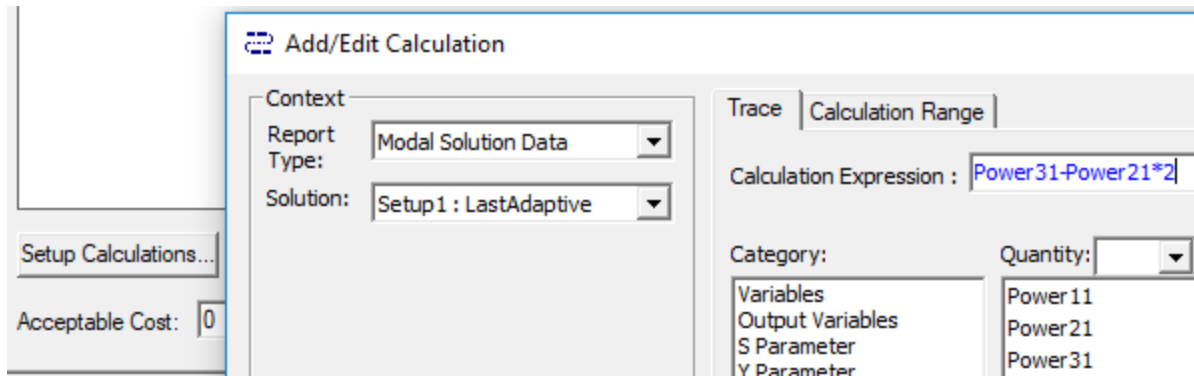 Add/Edit Calculation
Context
Report Type:
Modal Solution Data
Solution:
Setup1 : LastAdaptive
Setup Calculations...
Acceptable Cost:
0
Trace
Calculation Range
Calculation Expression :
Power31-Power21*2
Category:
Variables
Output Variables
S Parameter
Y Parameter
Quantity:
Power11
Power21
Power31